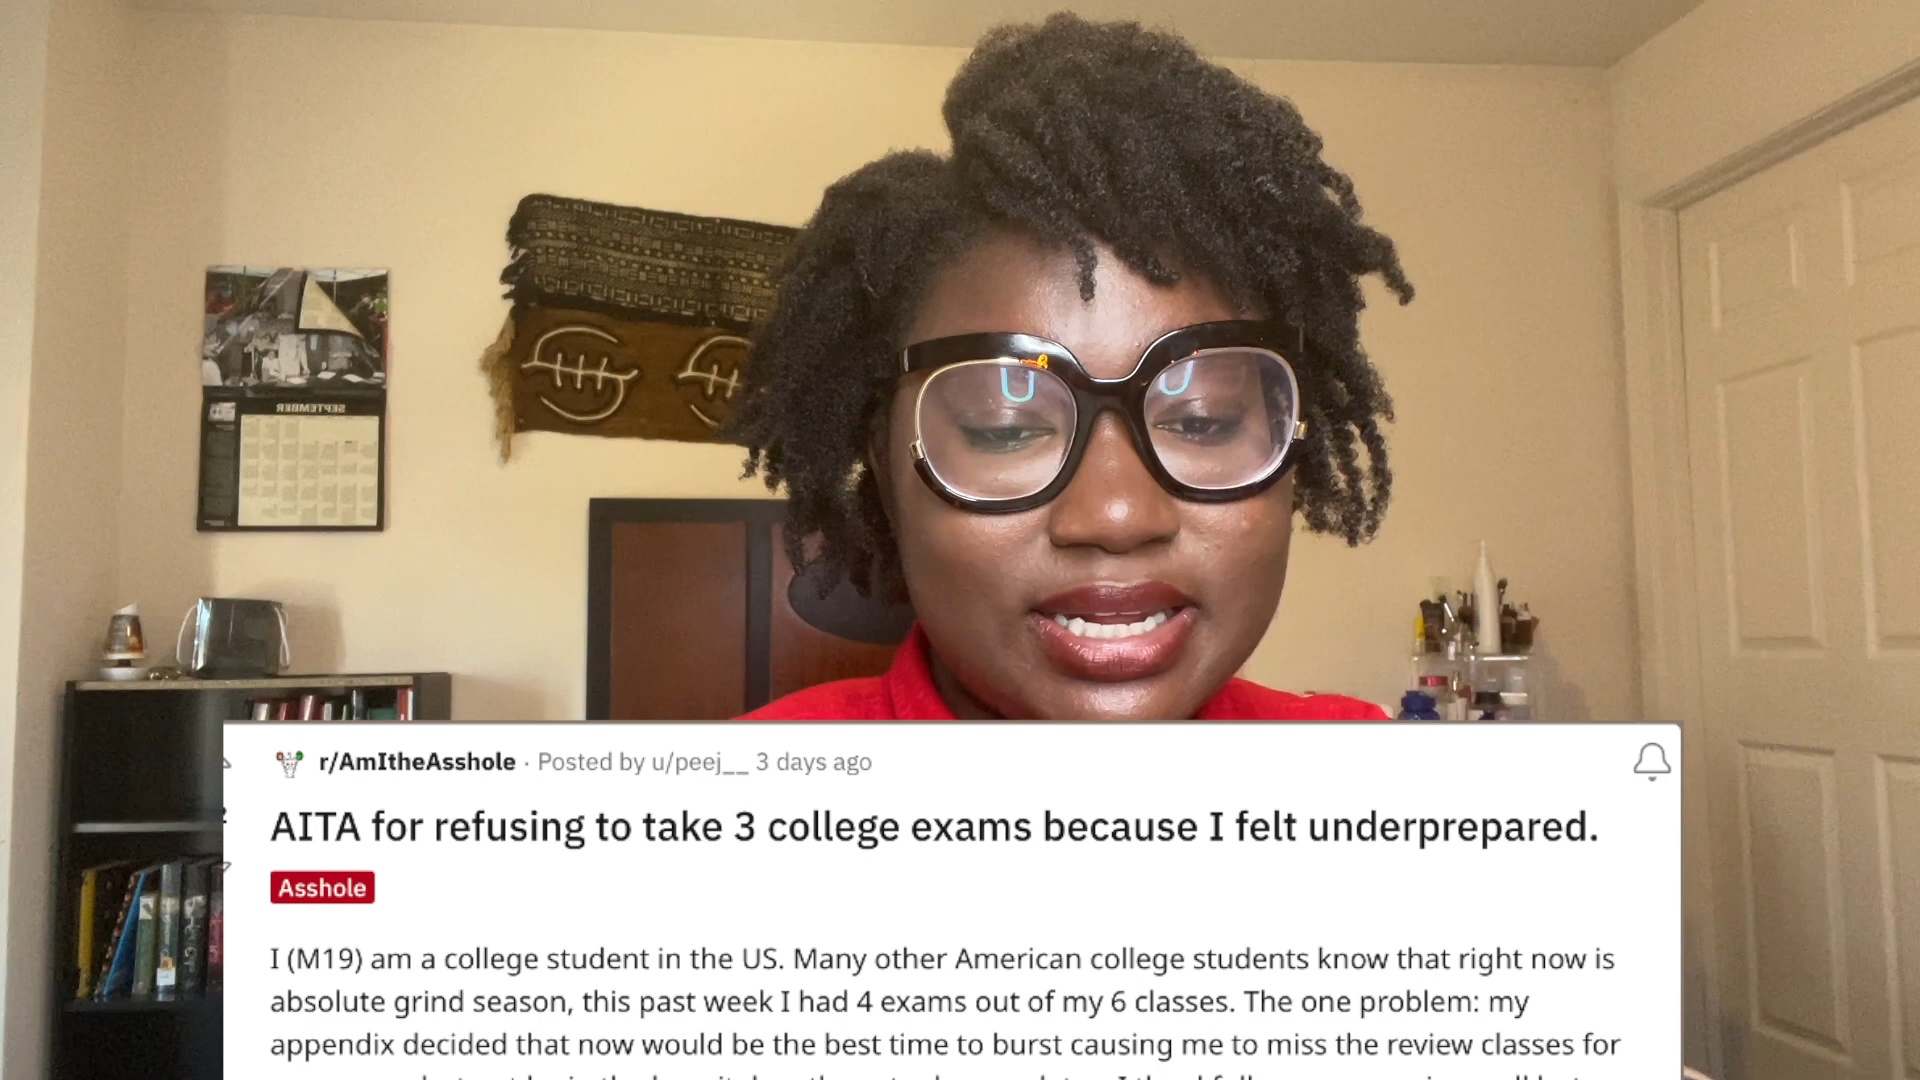 SEPTEMBER
r/AmItheAsshole · Posted by u/peej__ 3 days ago
AITA for refusing to take 3 college exams because I felt underprepared.
Asshole
I (M19) am a college student in the US. Many other American college students know that right now is
absolute grind season, this past week I had 4 exams out of my 6 classes. The one problem: my
appendix decided that now would be the best time to burst causing me to miss the review classes for